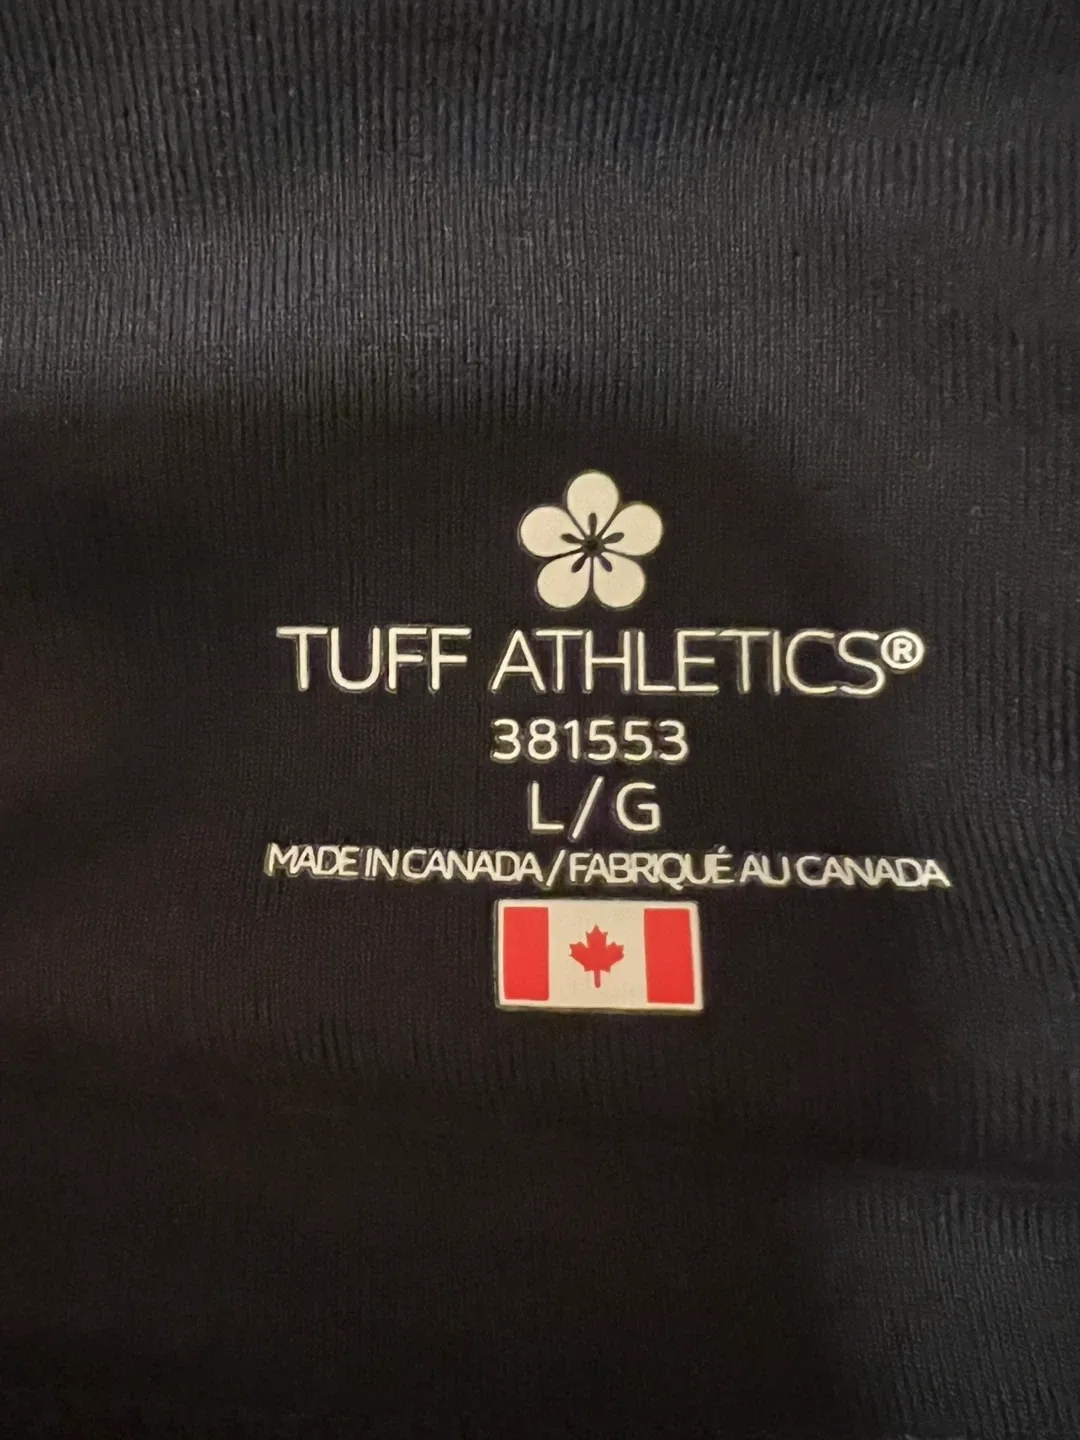 TUFF ATHLETICS®
381553
L/G
MADE IN CANADA/FABRIQUÉ AU CANADA